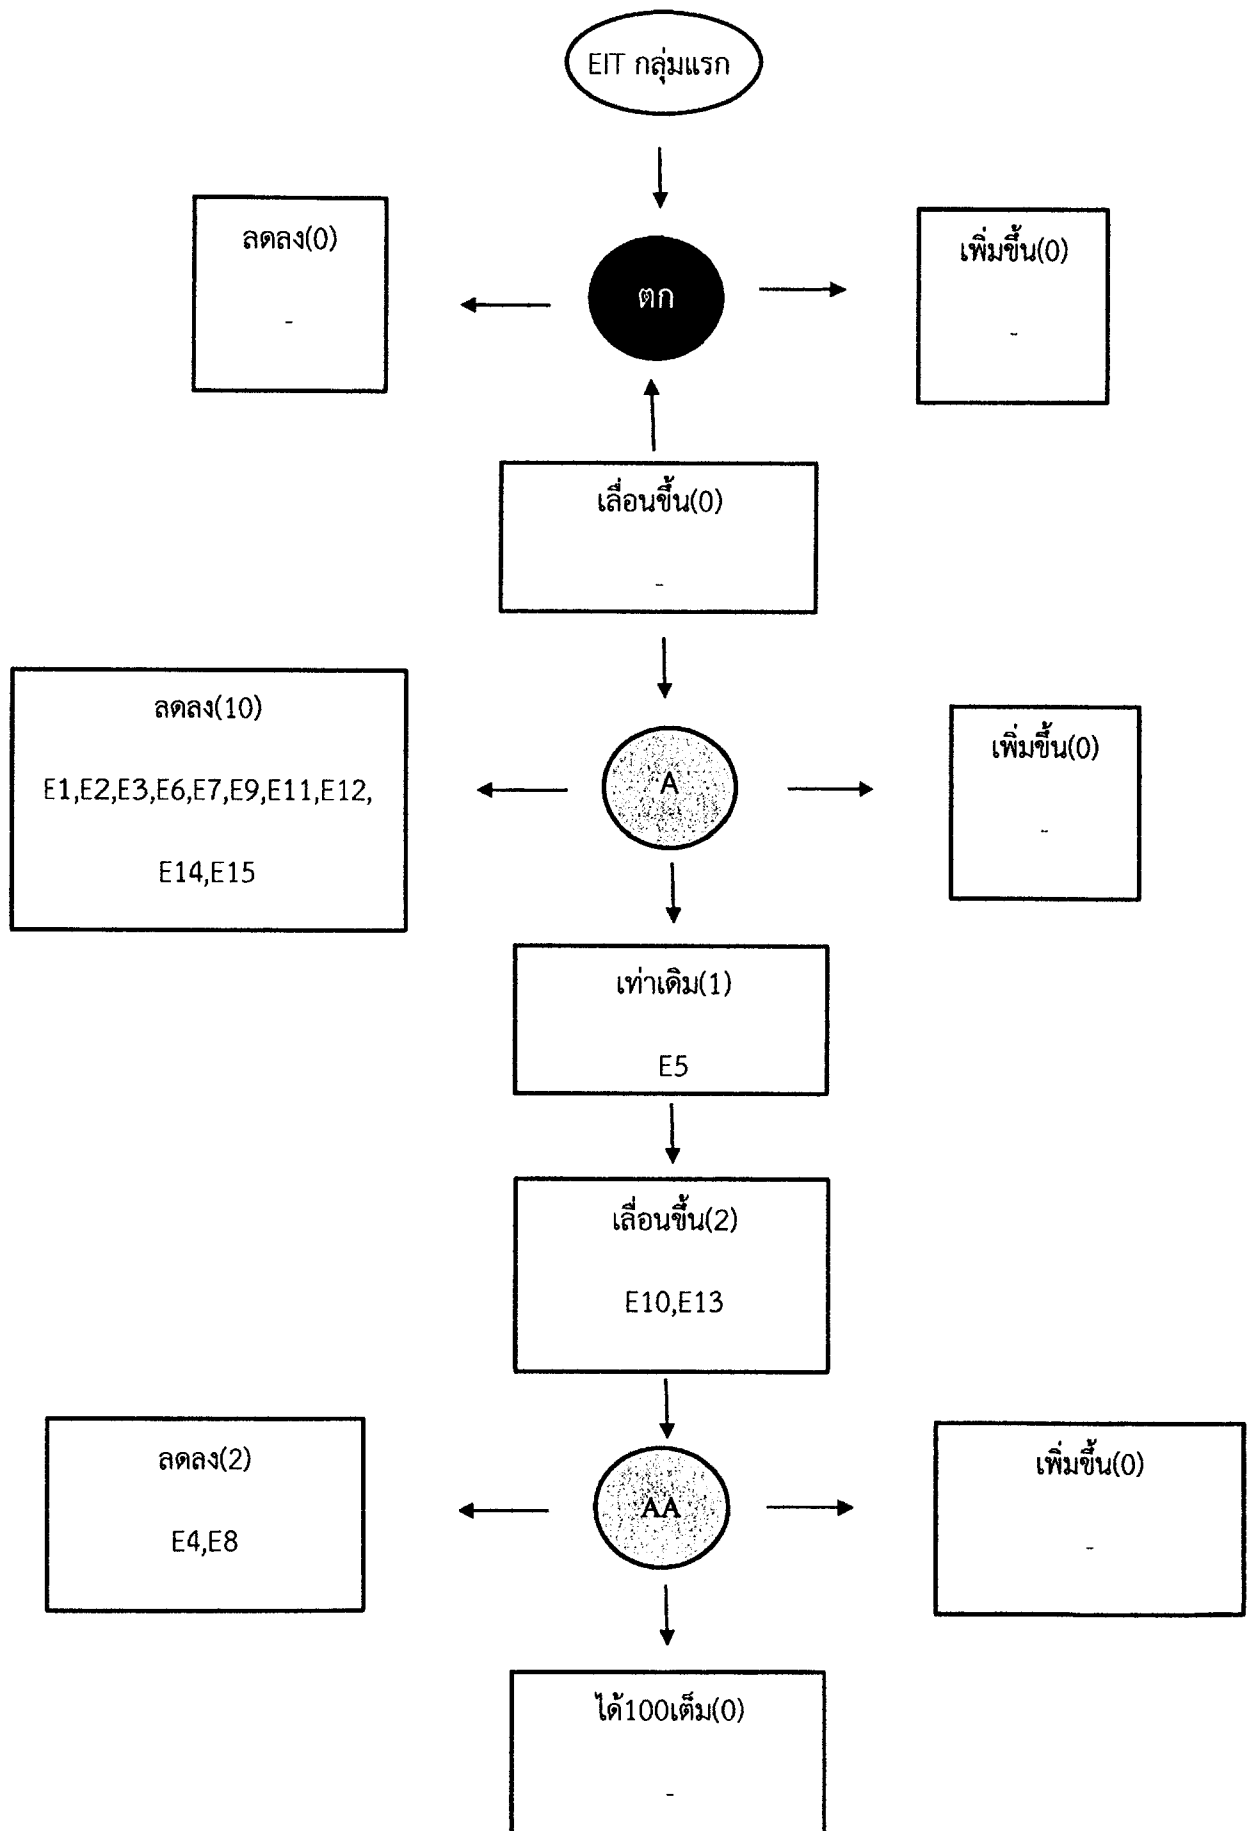 EIT กลุ่มแรก
ลดลง(0)
-
ตก
เพิ่มขึ้น(0)
-
เลื่อนขึ้น(0)
-
ลดลง(10)
E1,E2,E3,E6,E7,E9,E11,E12,
E14,E15
A
เพิ่มขึ้น(0)
-
เท่าเดิม(1)
E5
เลื่อนขึ้น(2)
E10,E13
ลดลง(2)
E4,E8
AA
เพิ่มขึ้น(0)
-
ได้100เต็ม(0)
-